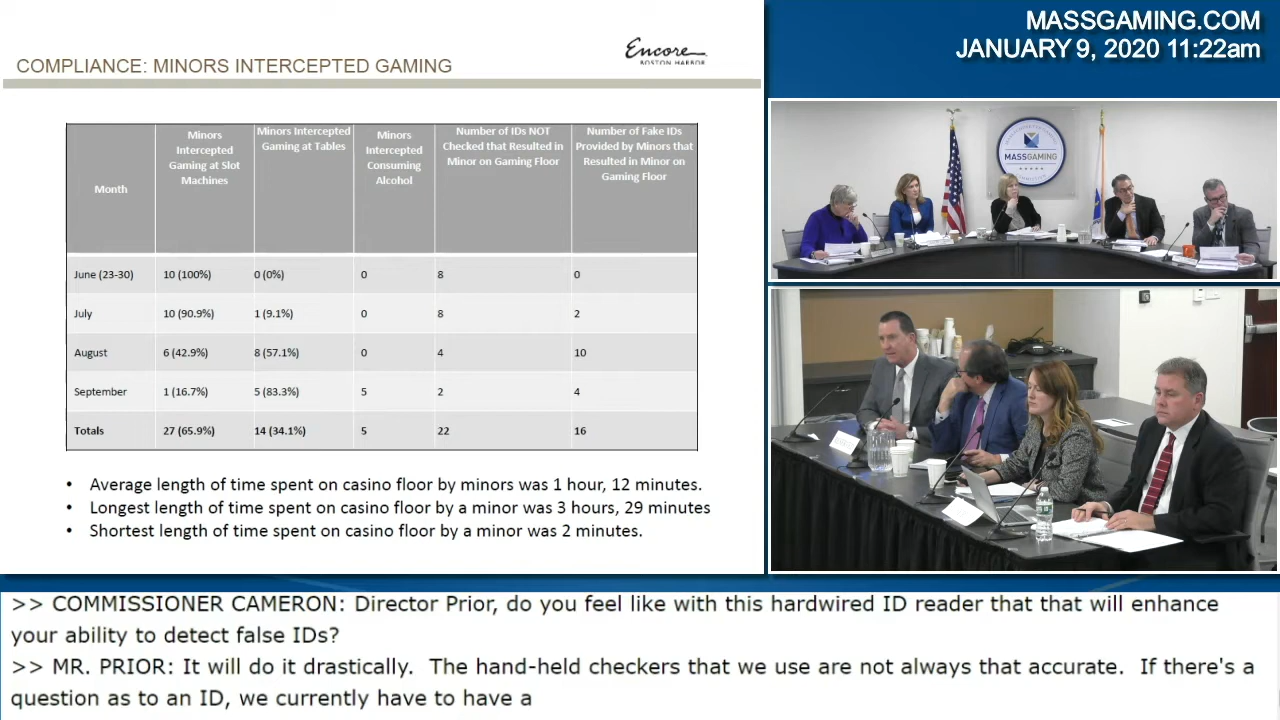 MASSGAMING.COM
JANUARY 9, 2020 11:22am
Encore
BOSTON HARBOR
COMPLIANCE: MINORS INTERCEPTED GAMING
Month
Minors
Intercepted
Gaming at Slot
Machines
Minors Intercepted
Gaming at Tables
Minors
Intercepted
Consuming
Alcohol
Number of IDs NOT
Checked that Resulted in
Minor on Gaming Floor
Number of Fake IDs
Provided by Minors that
Resulted in Minor on
Gaming Floor
June (23-30) 10 (100%) 0 (0%) 0 8 0
July 10 (90.9%) 1 (9.1%) 0 8 2
August 6 (42.9%) 8 (57.1%) 0 4 10
September 1 (16.7%) 5 (83.3%) 5 2 4
Totals 27 (65.9%) 14 (34.1%) 5 22 16
• Average length of time spent on casino floor by minors was 1 hour, 12 minutes.
• Longest length of time spent on casino floor by a minor was 3 hours, 29 minutes
• Shortest length of time spent on casino floor by a minor was 2 minutes.
MASSGAMING
>> COMMISSIONER CAMERON: Director Prior, do you feel like with this hardwired ID reader that that will enhance
your ability to detect false IDs?
>> MR. PRIOR: It will do it drastically. The hand-held checkers that we use are not always that accurate. If there's a
question as to an ID, we currently have to have a